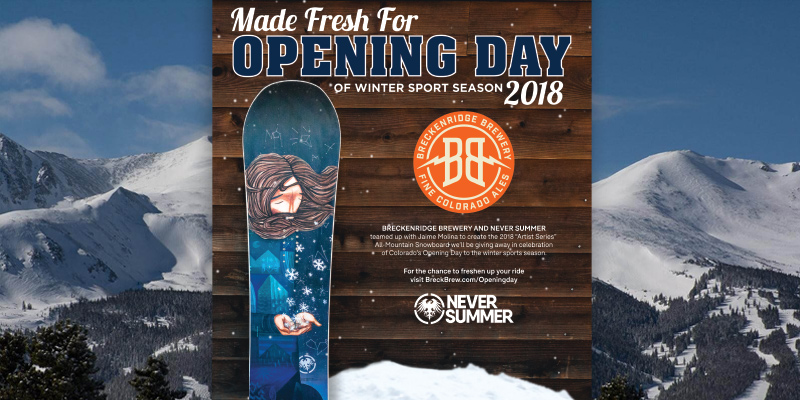 Made Fresh For
OPENING DAY
OF WINTER SPORT SEASON 2018
BRECKENRIDGE BREWERY
BB
FINE COLORADO ALES
BRECKENRIDGE BREWERY AND NEVER SUMMER
teamed up with Jaime Molina to create the 2018 "Artist Series"
All-Mountain Snowboard we'll be giving away in celebration
of Colorado's Opening Day to the winter sports season.
For the chance to freshen up your ride
visit BreckBrew.com/Openingday
NEVER
SUMMER